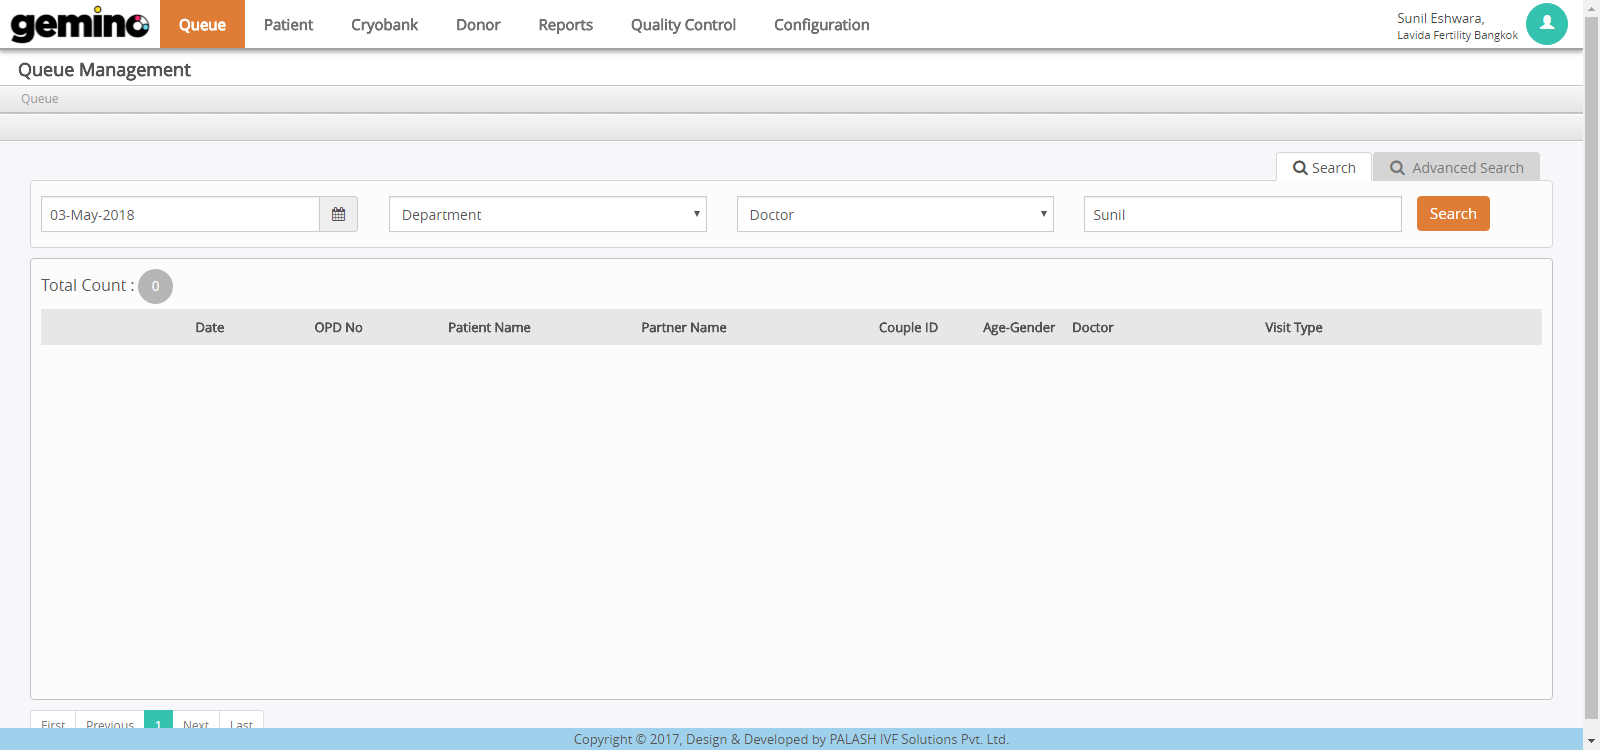 gemino Queue Patient Cryobank Donor Reports Quality Control Configuration
Sunil Eshwara,
Lavida Fertility Bangkok
Queue Management
Queue
Search Advanced Search
03-May-2018 Department Doctor Sunil Search
Total Count : 0
Date OPD No Patient Name Partner Name Couple ID Age-Gender Doctor Visit Type
First Previous 1 Next Last
Copyright © 2017, Design & Developed by PALASH IVF Solutions Pvt. Ltd.